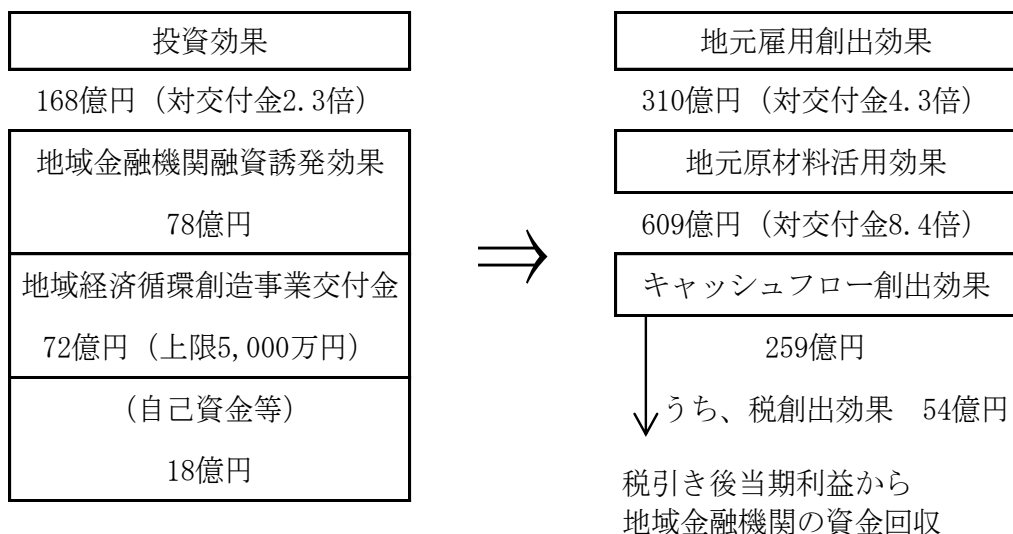 投資効果
168億円（対交付金2.3倍）
地域金融機関融資誘発効果
78億円
地域経済循環創造事業交付金
72億円（上限5,000万円）
（自己資金等）
18億円
⇒
地元雇用創出効果
310億円（対交付金4.3倍）
地元原材料活用効果
609億円（対交付金8.4倍）
キャッシュフロー創出効果
259億円
うち、税創出効果　54億円
税引き後当期利益から
地域金融機関の資金回収